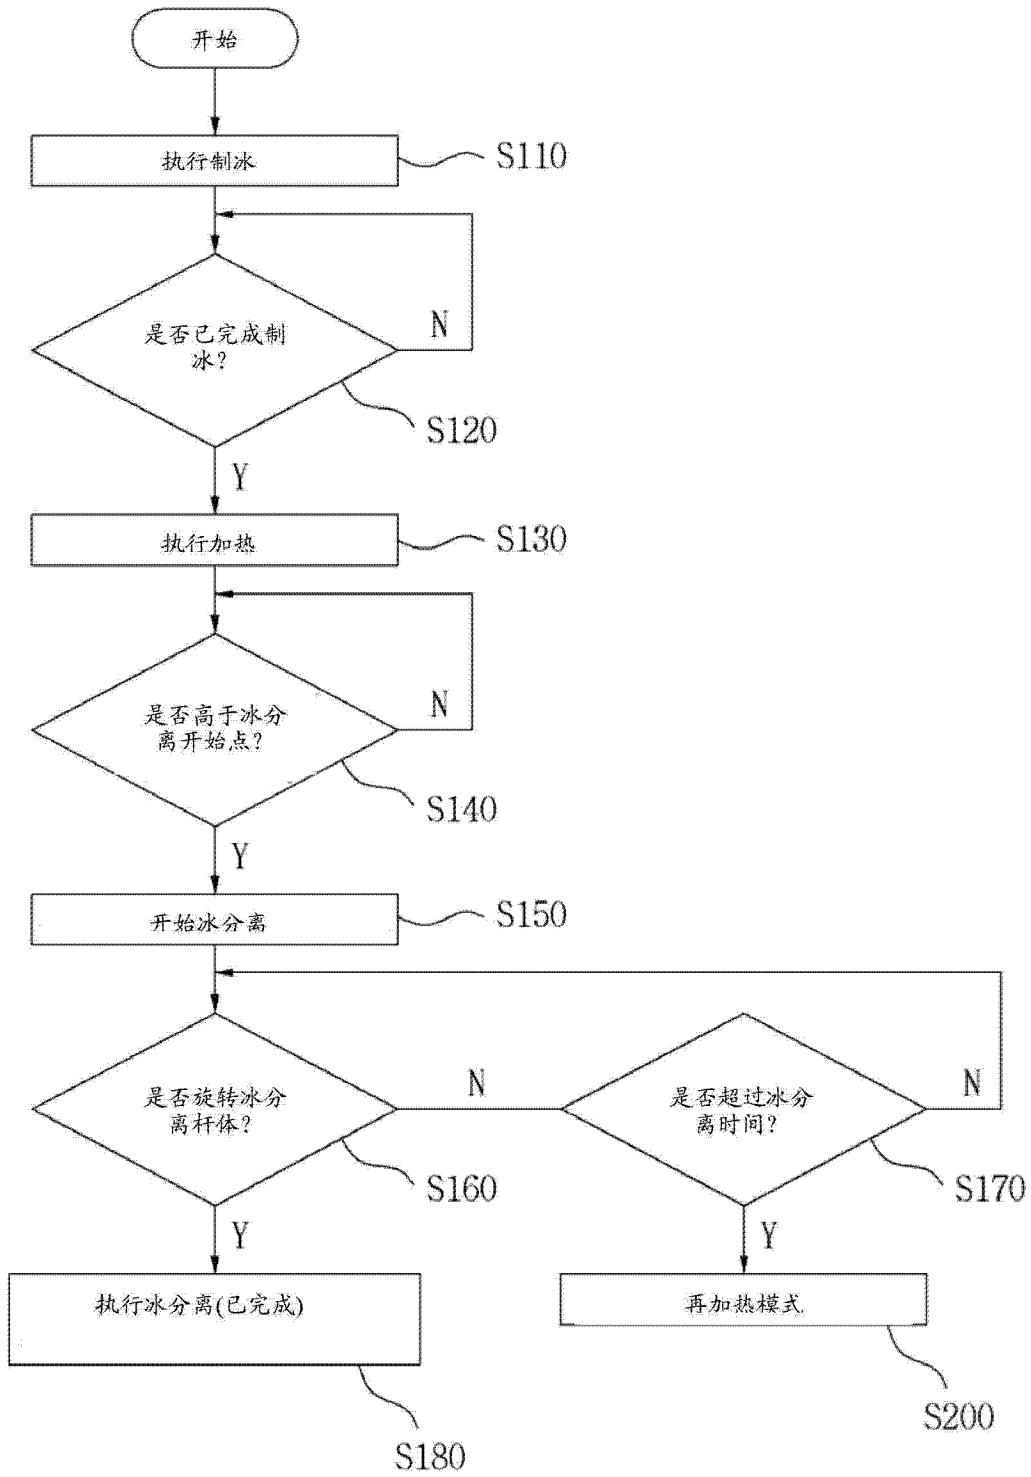 开始
执行制冰
S110
是否已完成制
冰?
N
S120
Y
执行加热
S130
是否高于冰分
离开始点?
N
S140
Y
开始冰分离
S150
是否旋转冰分
离杆体?
N
S160
是否超过冰分
离时间?
N
S170
Y
Y
执行冰分离(已完成)
再加热模式
S180
S200